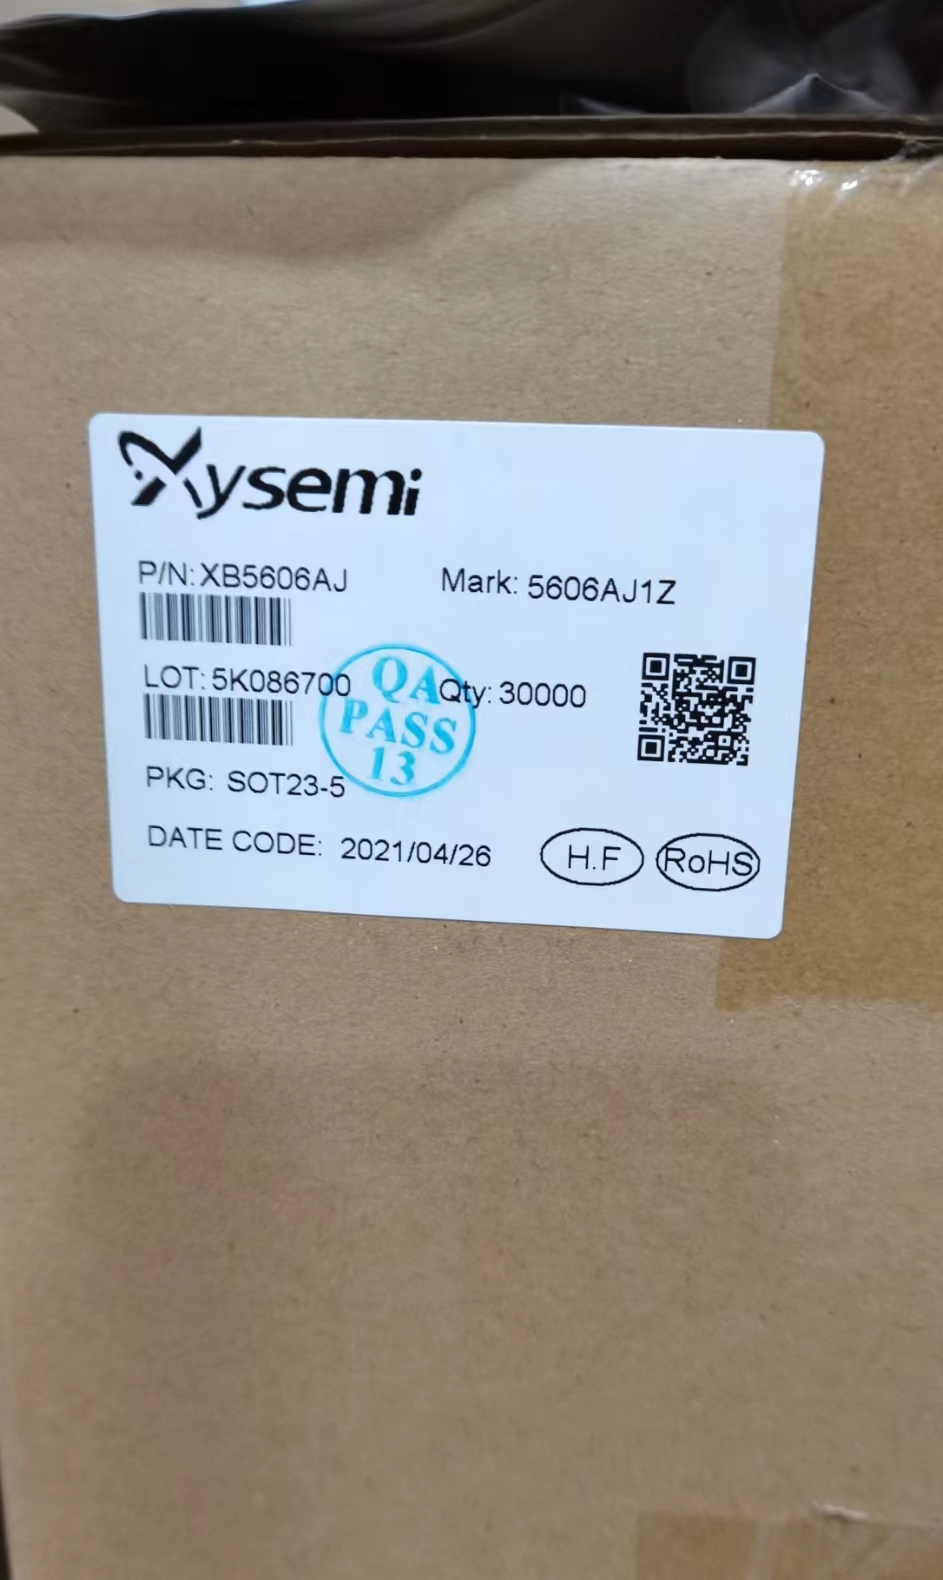 Xysemi
P/N: XB5606AJ Mark: 5606AJ1Z
LOT: 5K086700 Qty: 30000
QA
PASS
13
PKG: SOT23-5
DATE CODE: 2021/04/26 H.F RoHS